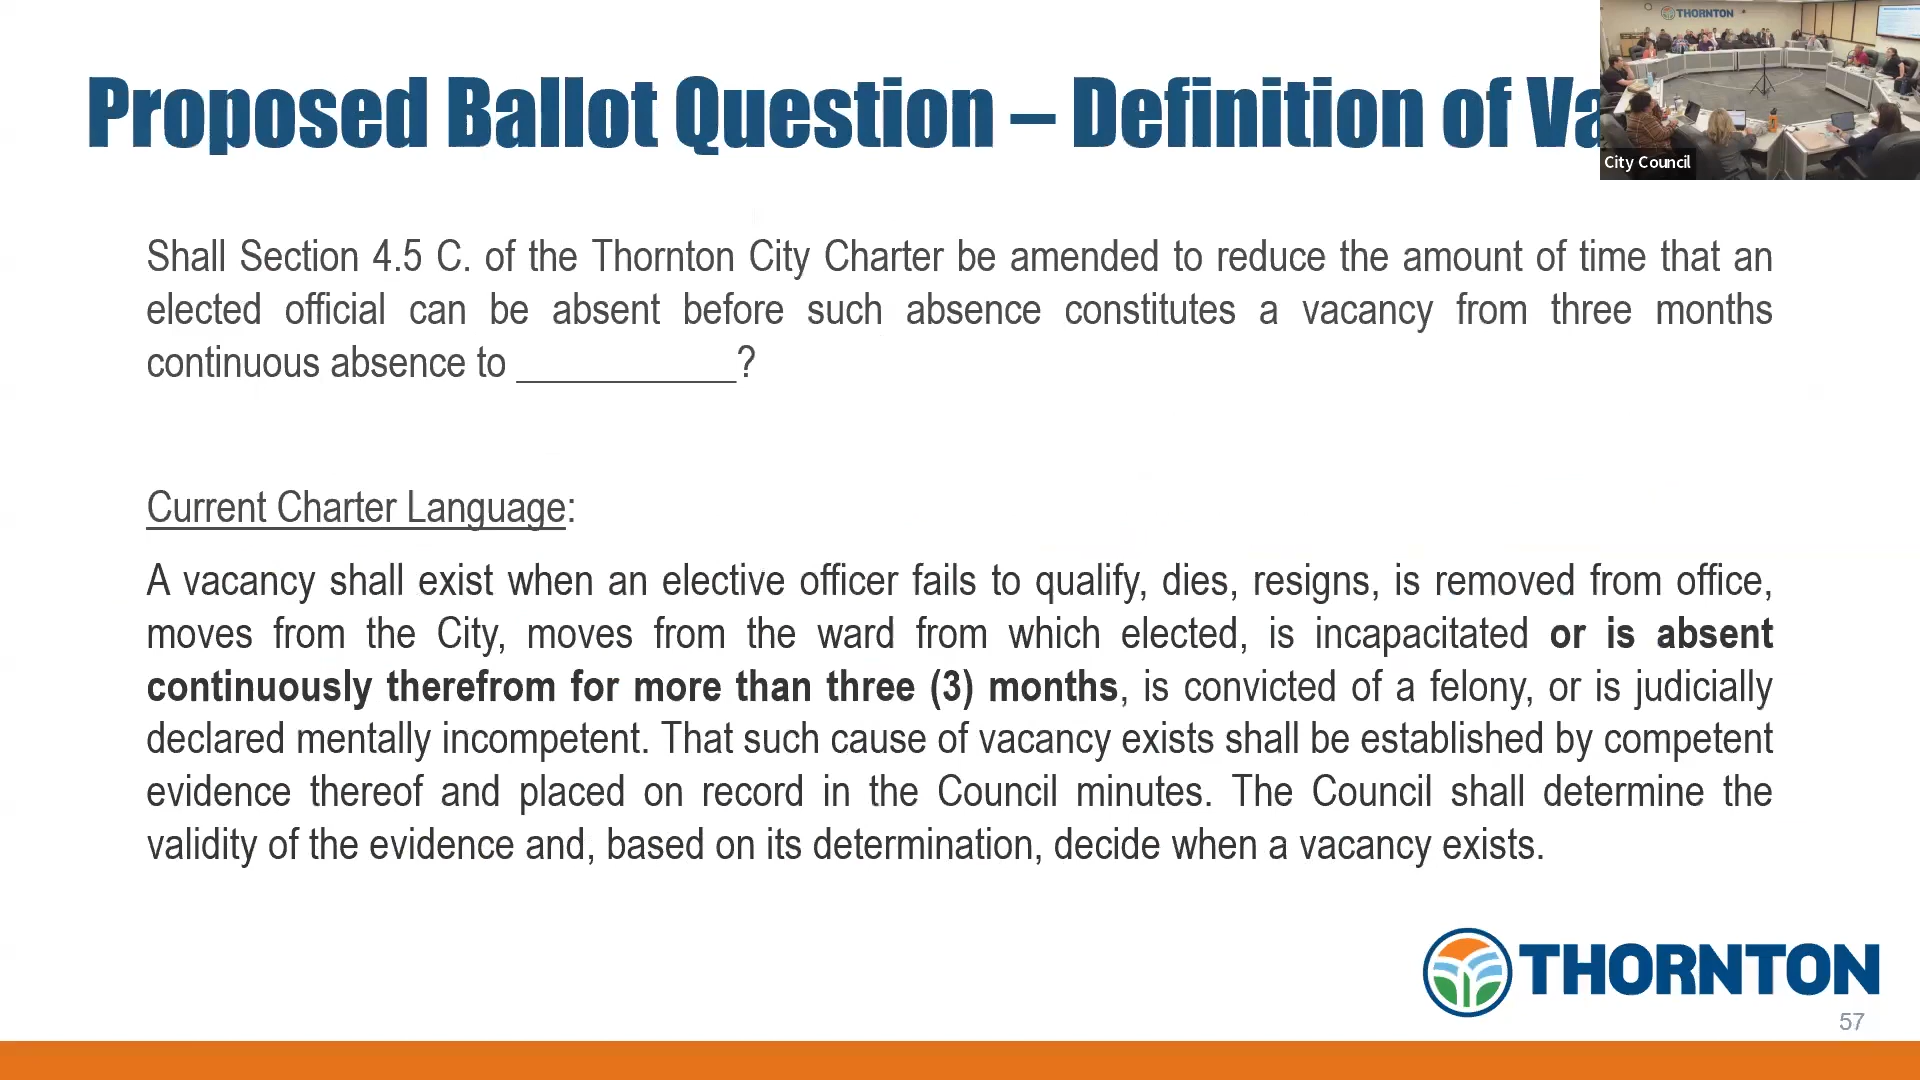 THORNTON
Proposed Ballot Question – Definition of Va
City Council
Shall Section 4.5 C. of the Thornton City Charter be amended to reduce the amount of time that an
elected official can be absent before such absence constitutes a vacancy from three months
continuous absence to ___________?
Current Charter Language:
A vacancy shall exist when an elective officer fails to qualify, dies, resigns, is removed from office,
moves from the City, moves from the ward from which elected, is incapacitated or is absent
continuously therefrom for more than three (3) months, is convicted of a felony, or is judicially
declared mentally incompetent. That such cause of vacancy exists shall be established by competent
evidence thereof and placed on record in the Council minutes. The Council shall determine the
validity of the evidence and, based on its determination, decide when a vacancy exists.
THORNTON
57